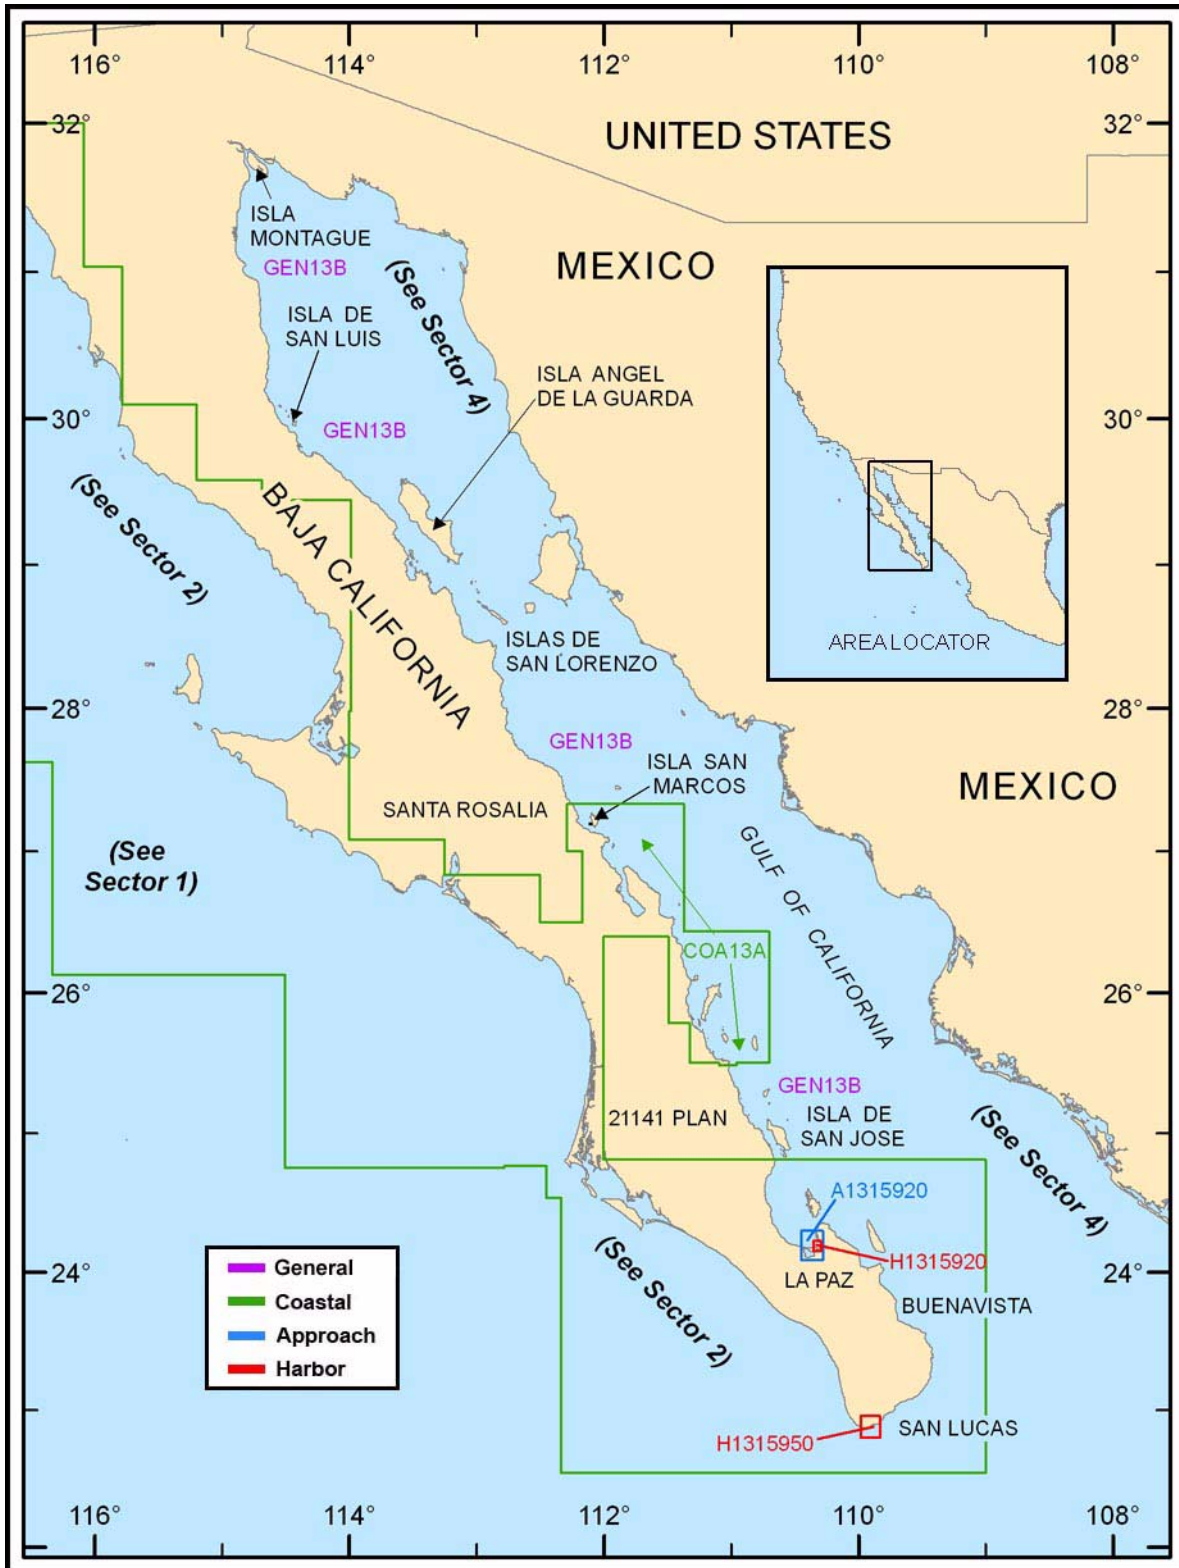 116° 114° 112° 110° 108°
32° 32°
UNITED STATES
ISLA
MONTAGUE
GEN13B
(See Sector 4)
MEXICO
ISLA DE
SAN LUIS
ISLA ANGEL
DE LA GUARDA
30° 30°
GEN13B
(See Sector 2)
BAJA CALIFORNIA
ISLAS DE
SAN LORENZO
AREA LOCATOR
28° 28°
GEN13B
ISLA SAN
MARCOS
MEXICO
SANTA ROSALIA
(See
Sector 1)
GULF OF CALIFORNIA
COA13A
26° 26°
GEN13B
21141 PLAN
ISLA DE
SAN JOSE
(See Sector 4)
A1315920
(See Sector 2)
H1315920
24° 24°
LA PAZ
BUENAVISTA
General
Coastal
Approach
Harbor
SAN LUCAS
H1315950
116° 114° 112° 110° 108°